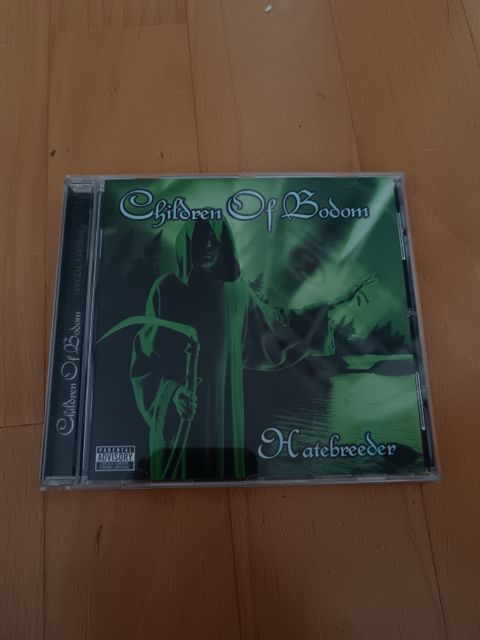 Children Of Bodom
Hatebreeder
PARENTAL
ADVISORY
Children Of Bodom
SPECIAL EDITION